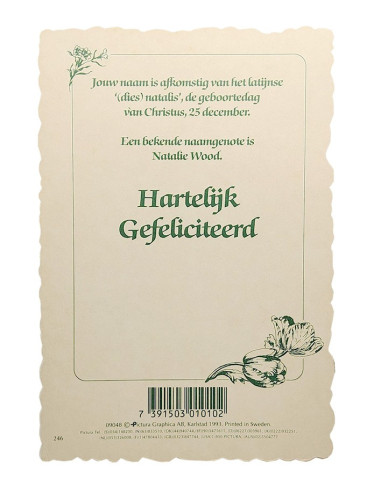 Jouw naam is afkomstig van het latijnse
'(dies) natalis', de geboortedag
van Christus, 25 december.
Een bekende naamgenote is
Natalie Wood.
Hartelijk
Gefeliciteerd
7 391503 010102
Pictura Graphica AB, Karlstad 1993. Printed in Sweden.
246